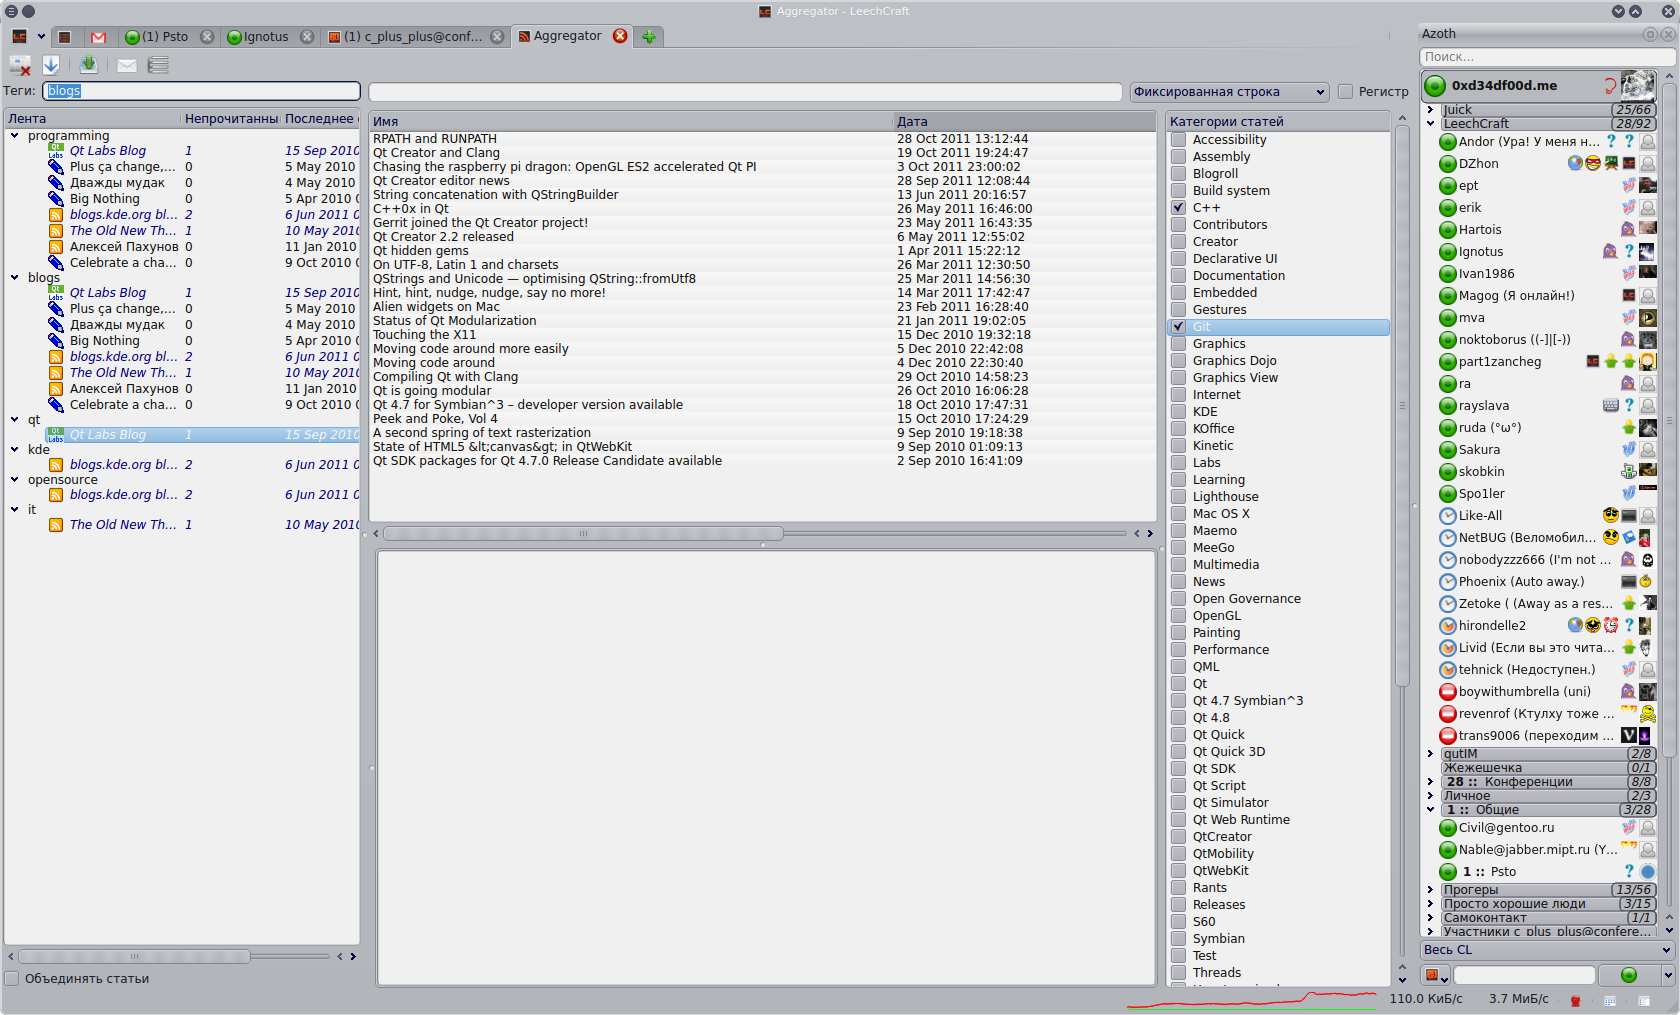 Aggregator - LeechCraft
(1) Psto
Ignotus
(1) c_plus_plus@conf...
Aggregator
Теги: blogs
Фиксированная строка
Регистр
Лента Непрочитанны Последнее
programming
Qt Labs Blog 1 15 Sep 2010
Plus ça change,... 0 5 May 2010
Дважды мудак 0 4 May 2010
Big Nothing 0 5 Apr 2010 0
blogs.kde.org bl... 2 6 Jun 2011 0
The Old New Th... 1 10 May 2010
Алексей Пахунов 0 11 Jan 2010
Celebrate a cha... 0 9 Oct 2010 0
blogs
Qt Labs Blog 1 15 Sep 2010
Plus ça change,... 0 5 May 2010
Дважды мудак 0 4 May 2010
Big Nothing 0 5 Apr 2010 0
blogs.kde.org bl... 2 6 Jun 2011 0
The Old New Th... 1 10 May 2010
Алексей Пахунов 0 11 Jan 2010
Celebrate a cha... 0 9 Oct 2010 0
qt
Qt Labs Blog 1 15 Sep 2010
kde
blogs.kde.org bl... 2 6 Jun 2011 0
opensource
blogs.kde.org bl... 2 6 Jun 2011 0
it
The Old New Th... 1 10 May 2010
Объединять статьи
Имя Дата
RPATH and RUNPATH 28 Oct 2011 13:12:44
Qt Creator and Clang 19 Oct 2011 19:24:47
Chasing the raspberry pi dragon: OpenGL ES2 accelerated Qt PI 3 Oct 2011 23:00:02
Qt Creator editor news 28 Sep 2011 12:08:44
String concatenation with QStringBuilder 13 Jun 2011 20:16:57
C++0x in Qt 26 May 2011 16:46:00
Gerrit joined the Qt Creator project! 23 May 2011 16:43:35
Qt Creator 2.2 released 6 May 2011 12:55:02
Qt hidden gems 1 Apr 2011 15:22:12
On UTF-8, Latin 1 and charsets 26 Mar 2011 12:30:50
QStrings and Unicode — optimising QString::fromUtf8 25 Mar 2011 14:56:30
Hint, hint, nudge, nudge, say no more! 14 Mar 2011 17:42:47
Alien widgets on Mac 23 Feb 2011 16:28:40
Status of Qt Modularization 21 Jan 2011 19:02:05
Touching the X11 15 Dec 2010 19:32:18
Moving code around more easily 5 Dec 2010 22:42:08
Moving code around 4 Dec 2010 22:30:40
Compiling Qt with Clang 29 Oct 2010 14:58:23
Qt is going modular 26 Oct 2010 16:06:28
Qt 4.7 for Symbian^3 – developer version available 18 Oct 2010 17:47:31
Peek and Poke, Vol 4 15 Oct 2010 17:24:29
A second spring of text rasterization 9 Sep 2010 19:18:38
State of HTML5 &lt;canvas&gt; in QtWebKit 9 Sep 2010 01:09:13
Qt SDK packages for Qt 4.7.0 Release Candidate available 2 Sep 2010 16:41:09
Категории статей
Accessibility
Assembly
Blogroll
Build system
C++
Contributors
Creator
Declarative UI
Documentation
Embedded
Gestures
Git
Graphics
Graphics Dojo
Graphics View
Internet
KDE
KOffice
Kinetic
Labs
Learning
Lighthouse
Mac OS X
Maemo
MeeGo
Multimedia
News
Open Governance
OpenGL
Painting
Performance
QML
Qt
Qt 4.7 Symbian^3
Qt 4.8
Qt Quick
Qt Quick 3D
Qt SDK
Qt Script
Qt Simulator
Qt Web Runtime
QtCreator
QtMobility
QtWebKit
Rants
Releases
S60
Symbian
Test
Threads
Azoth
Поиск...
0xd34df00d.me
Juick 25/66
LeechCraft 28/92
Andor (Ура! У меня н...
DZhon
ept
erik
Hartois
Ignotus
Ivan1986
Magog (Я онлайн!)
mva
noktoborus ((-]|[-))
part1zancheg
ra
rayslava
ruda (°ω°)
Sakura
skobkin
Spo1ler
Like-All
NetBUG (Веломобил...
nobodyzzz666 (I'm not ...
Phoenix (Auto away.)
Zetoke ( (Away as a res...
hirondelle2
Livid (Если вы это чита...
tehnick (Недоступен.)
boywithumbrella (uni)
revenrof (Ктулху тоже ...
trans9006 (переходим ...
qutIM 2/8
Жежешечка 0/1
28 :: Конференции 8/8
Личное 2/3
1 :: Общие 3/28
Civil@gentoo.ru
Nable@jabber.mipt.ru (Y...
1 :: Psto
Прогеры 13/56
Просто хорошие люди 3/15
Самоконтакт 1/1
Участники c_plus_plus@confere...
Весь CL
110.0 КиБ/с 3.7 МиБ/с